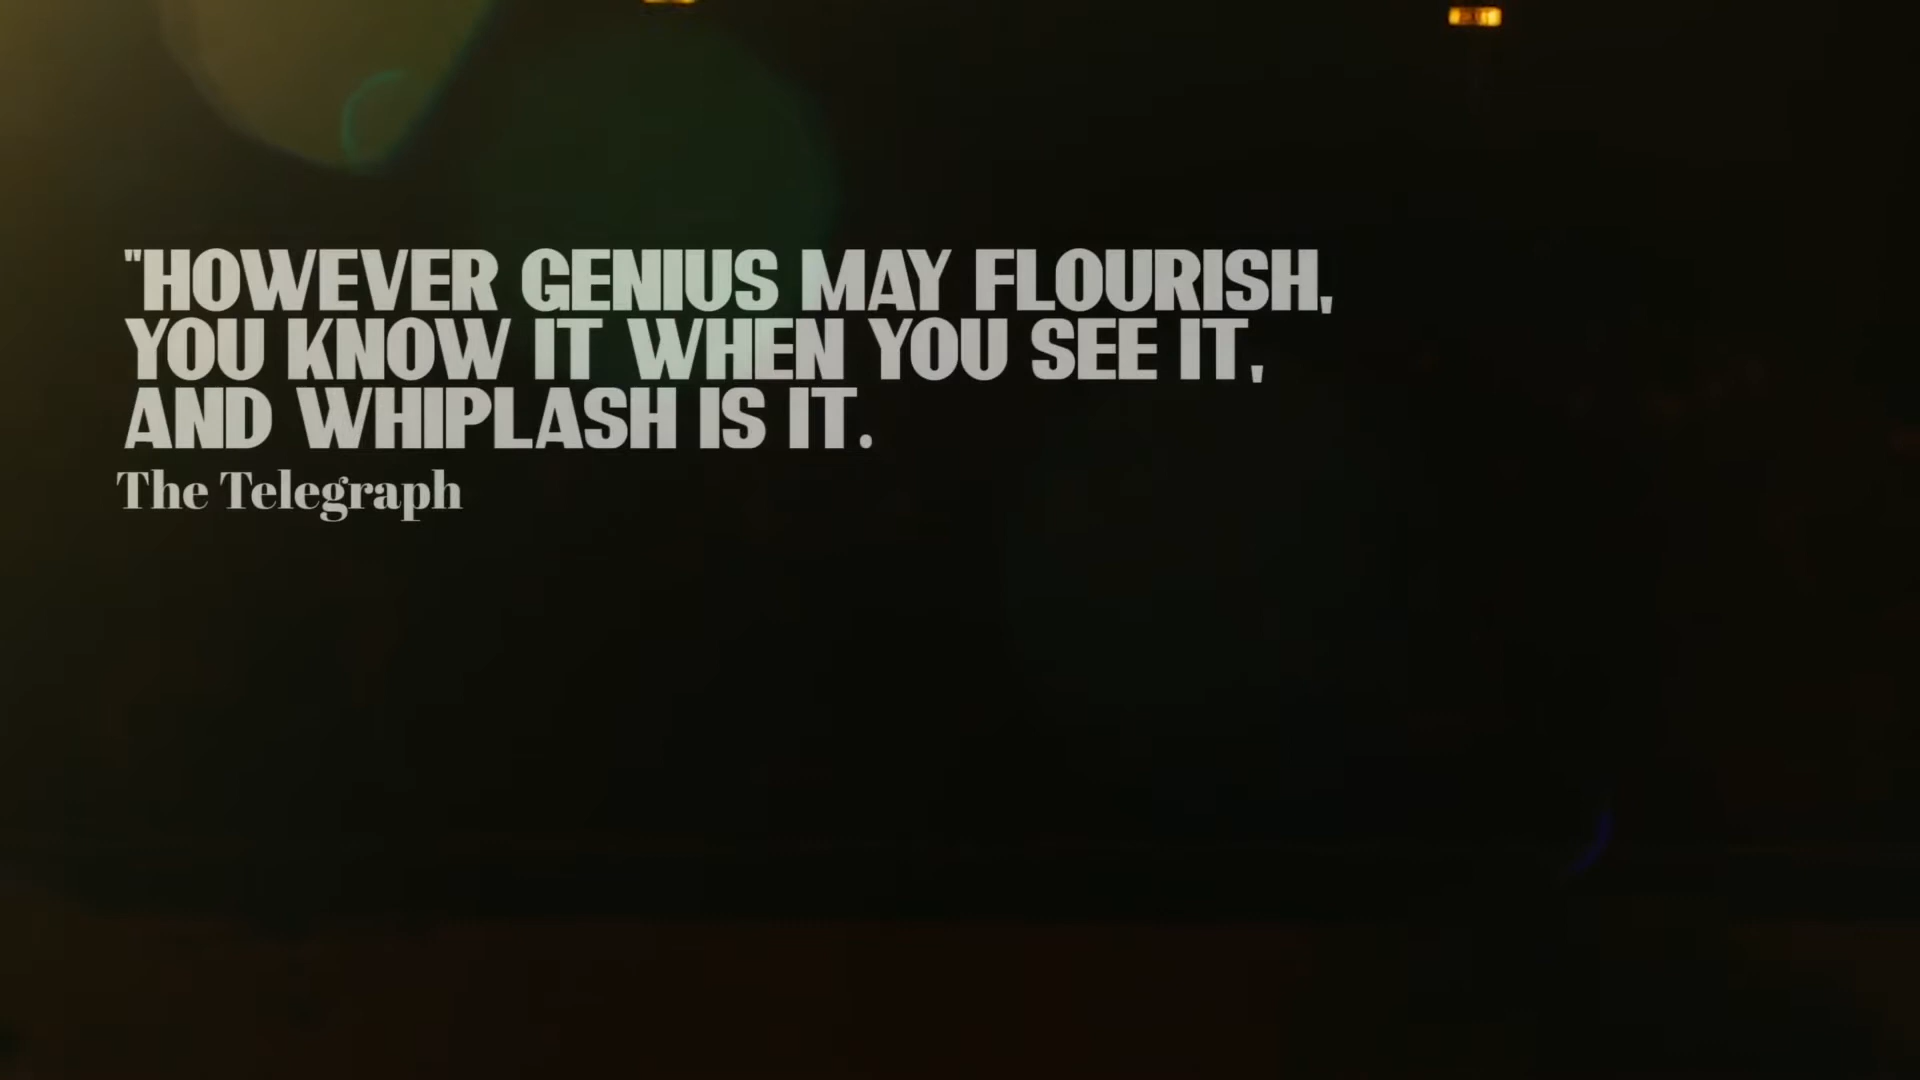 "HOWEVER GENIUS MAY FLOURISH,
YOU KNOW IT WHEN YOU SEE IT,
AND WHIPLASH IS IT.
The Telegraph